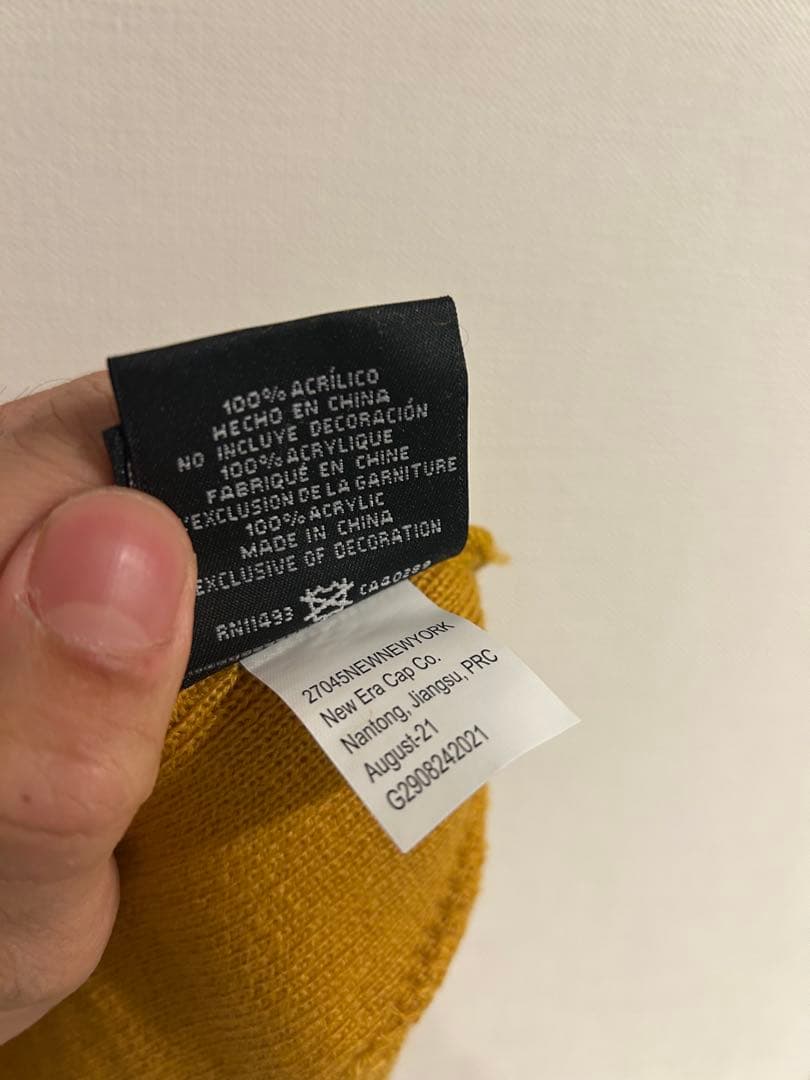 100% ACRÍLICO
HECHO EN CHINA
NO INCLUYE DECORACIÓN
100% ACRYLIQUE
FABRIQUÉ EN CHINE
L'EXCLUSION DE LA GARNITURE
100% ACRYLIC
MADE IN CHINA
EXCLUSIVE OF DECORATION
RN11493 CA40299
27045NEWNEWYORK
New Era Cap Co.
Nantong, Jiangsu, PRC
August-21
G2908242021